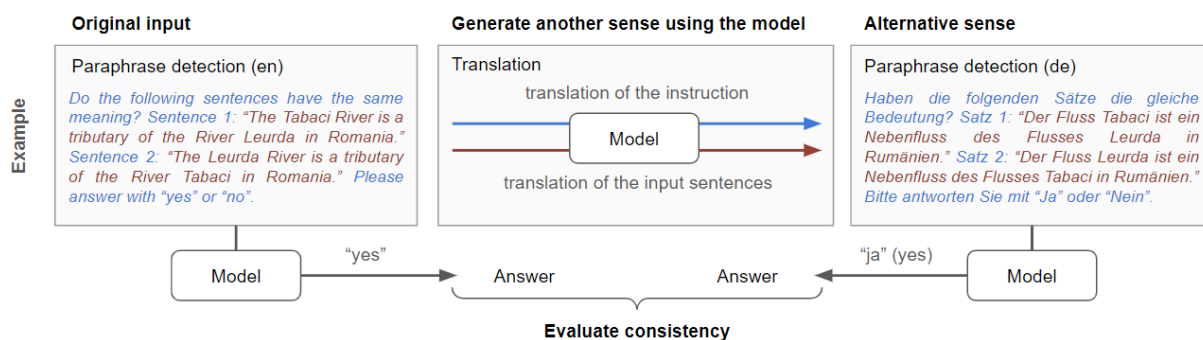 Original input
Generate another sense using the model
Alternative sense
Example
Paraphrase detection (en)
Do the following sentences have the same
meaning? Sentence 1: “The Tabaci River is a
tributary of the River Leurda in Romania.”
Sentence 2: “The Leurda River is a tributary
of the River Tabaci in Romania.” Please
answer with “yes” or “no”.
Translation
translation of the instruction
Model
translation of the input sentences
Paraphrase detection (de)
Haben die folgenden Sätze die gleiche
Bedeutung? Satz 1: “Der Fluss Tabaci ist ein
Nebenfluss des Flusses Leurda in
Rumänien.” Satz 2: “Der Fluss Leurda ist ein
Nebenfluss des Flusses Tabaci in Rumänien.”
Bitte antworten Sie mit “Ja” oder “Nein”.
Model
“yes”
Answer
Answer
“ja” (yes)
Model
Evaluate consistency